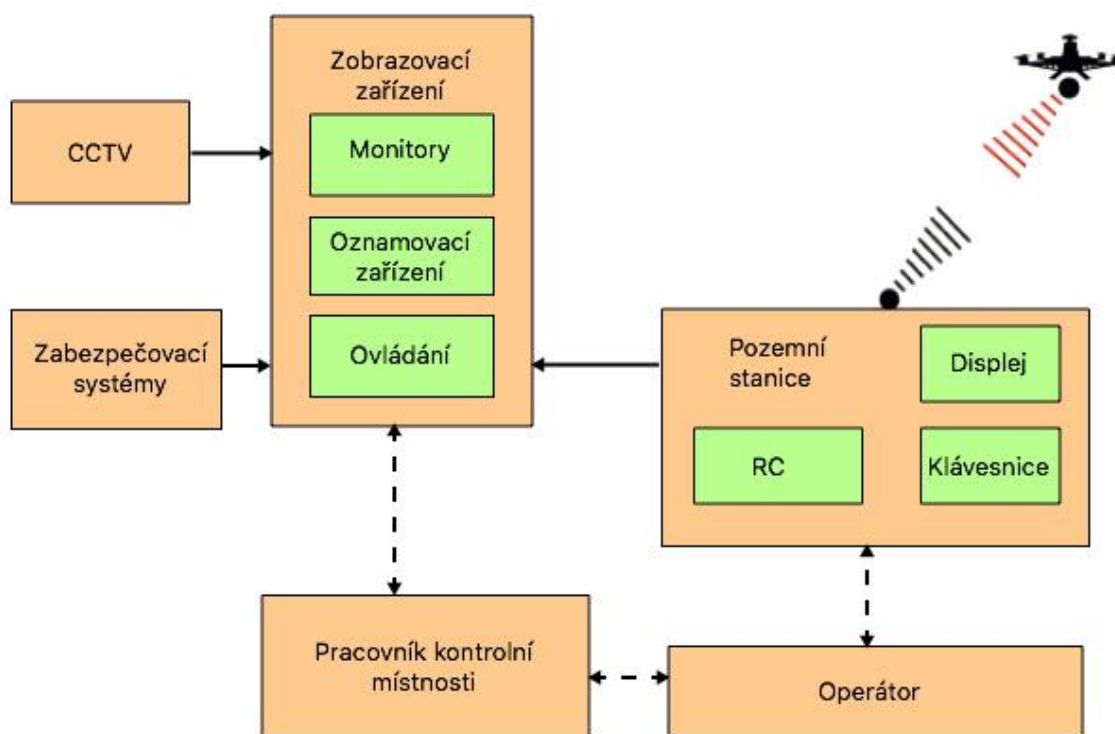 Zobrazovací
zařízení
CCTV
Monitory
Oznamovací
zařízení
Zabezpečovací
systémy
Ovládání
Pozemní
stanice
Displej
RC
Klávesnice
Pracovník kontrolní
místnosti
Operátor